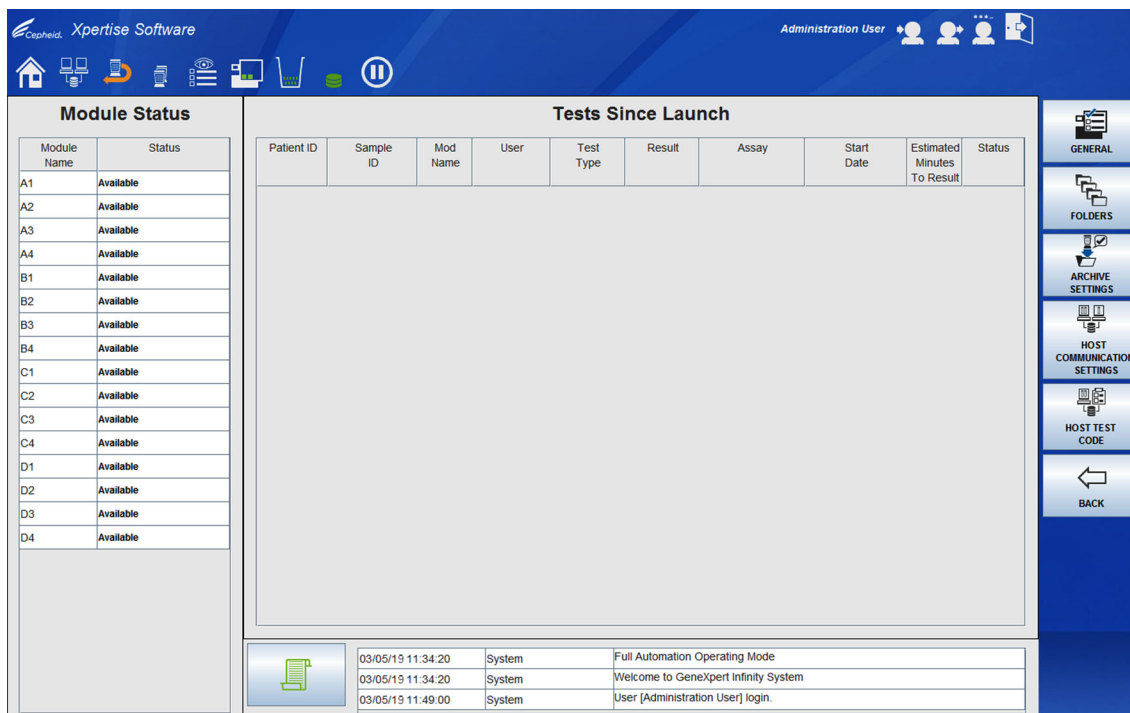 Cepheid. Xpertise Software
Administration User
Module Status
Module Name Status
A1 Available
A2 Available
A3 Available
A4 Available
B1 Available
B2 Available
B3 Available
B4 Available
C1 Available
C2 Available
C3 Available
C4 Available
D1 Available
D2 Available
D3 Available
D4 Available
Tests Since Launch
Patient ID Sample ID Mod Name User Test Type Result Assay Start Date Estimated Minutes To Result Status
03/05/19 11:34:20 System Full Automation Operating Mode
03/05/19 11:34:20 System Welcome to GeneXpert Infinity System
03/05/19 11:49:00 System User [Administration User] login.
GENERAL
FOLDERS
ARCHIVE
SETTINGS
HOST
COMMUNICATION
SETTINGS
HOST TEST
CODE
BACK